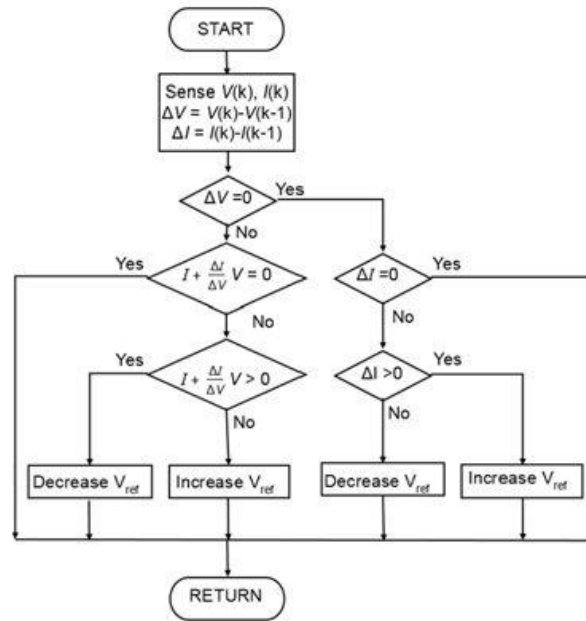 START
Sense V(k), I(k)
ΔV = V(k)-V(k-1)
ΔI = I(k)-I(k-1)
ΔV =0
Yes
No
Yes
I + ΔI/ΔV V = 0
ΔI =0
Yes
No
No
Yes
I + ΔI/ΔV V > 0
ΔI >0
Yes
No
No
Decrease Vref
Increase Vref
Decrease Vref
Increase Vref
RETURN